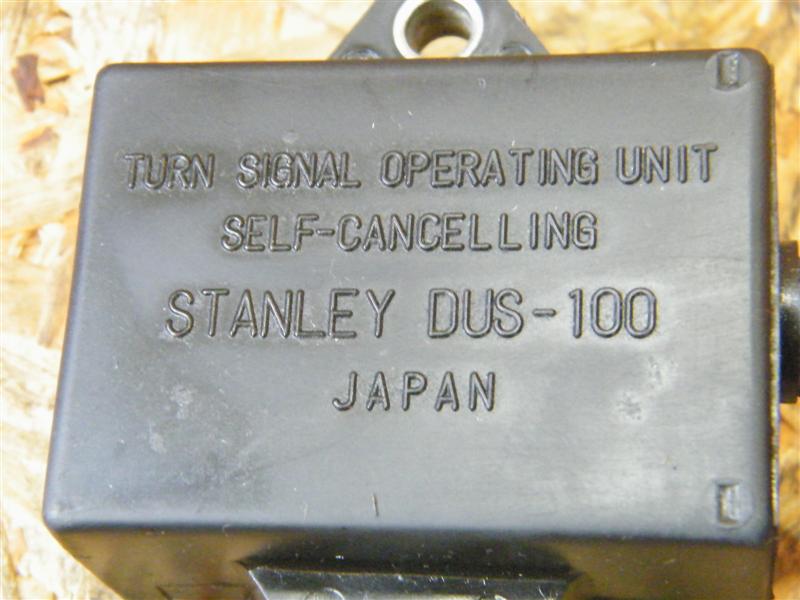 TURN SIGNAL OPERATING UNIT
SELF-CANCELLING
STANLEY DUS-100
JAPAN